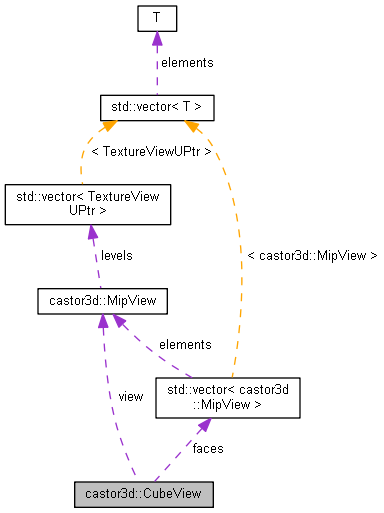 T
elements
std::vector< T >
< TextureViewUPtr >
std::vector< TextureView
UPtr >
levels
< castor3d::MipView >
castor3d::MipView
elements
std::vector< castor3d
::MipView >
view
faces
castor3d::CubeView